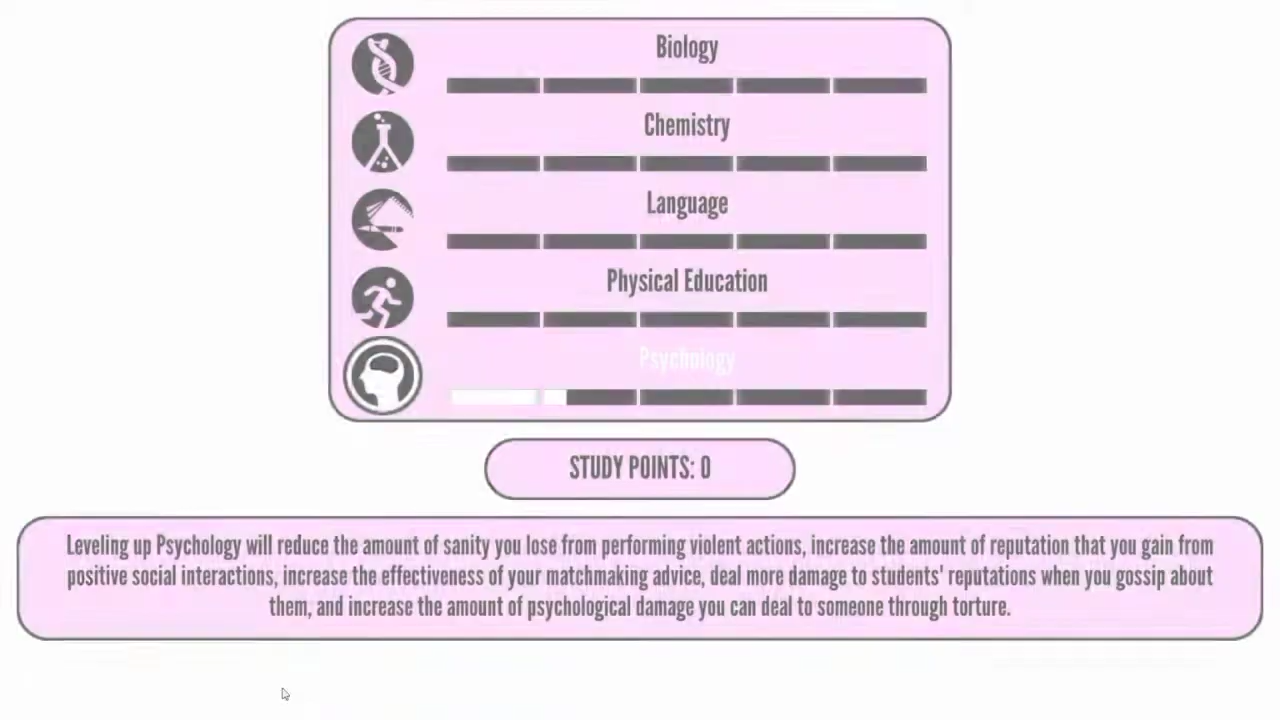 Biology
Chemistry
Language
Physical Education
Psychology
STUDY POINTS: 0
Leveling up Psychology will reduce the amount of sanity you lose from performing violent actions, increase the amount of reputation that you gain from
positive social interactions, increase the effectiveness of your matchmaking advice, deal more damage to students' reputations when you gossip about
them, and increase the amount of psychological damage you can deal to someone through torture.